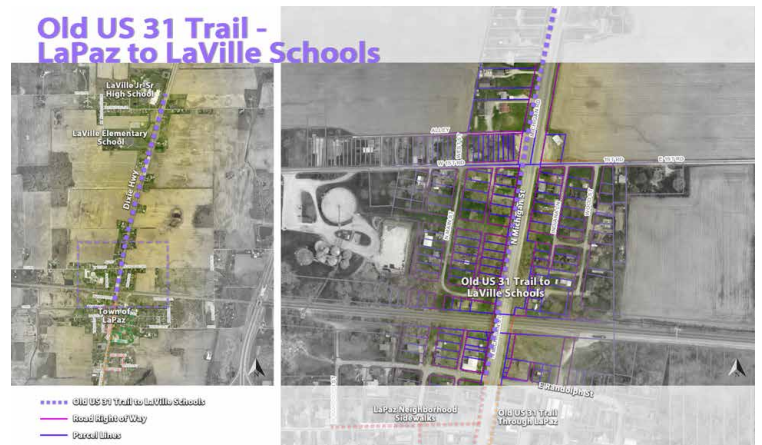 Old US 31 Trail -
LaPaz to LaVille Schools
LaVille Jr-Sr
High School
LaVille Elementary
School
Dixie Hwy
Town of
LaPaz
ALLEY
W 1ST RD
1ST RD
E 1ST RD
N Michigan St
Old US 31 Trail to
LaVille Schools
E Randolph St
LaPaz Neighborhood
Sidewalks
Old US 31 Trail
Through LaPaz
Old US 31 Trail to LaVille Schools
Road Right of Way
Parcel Lines